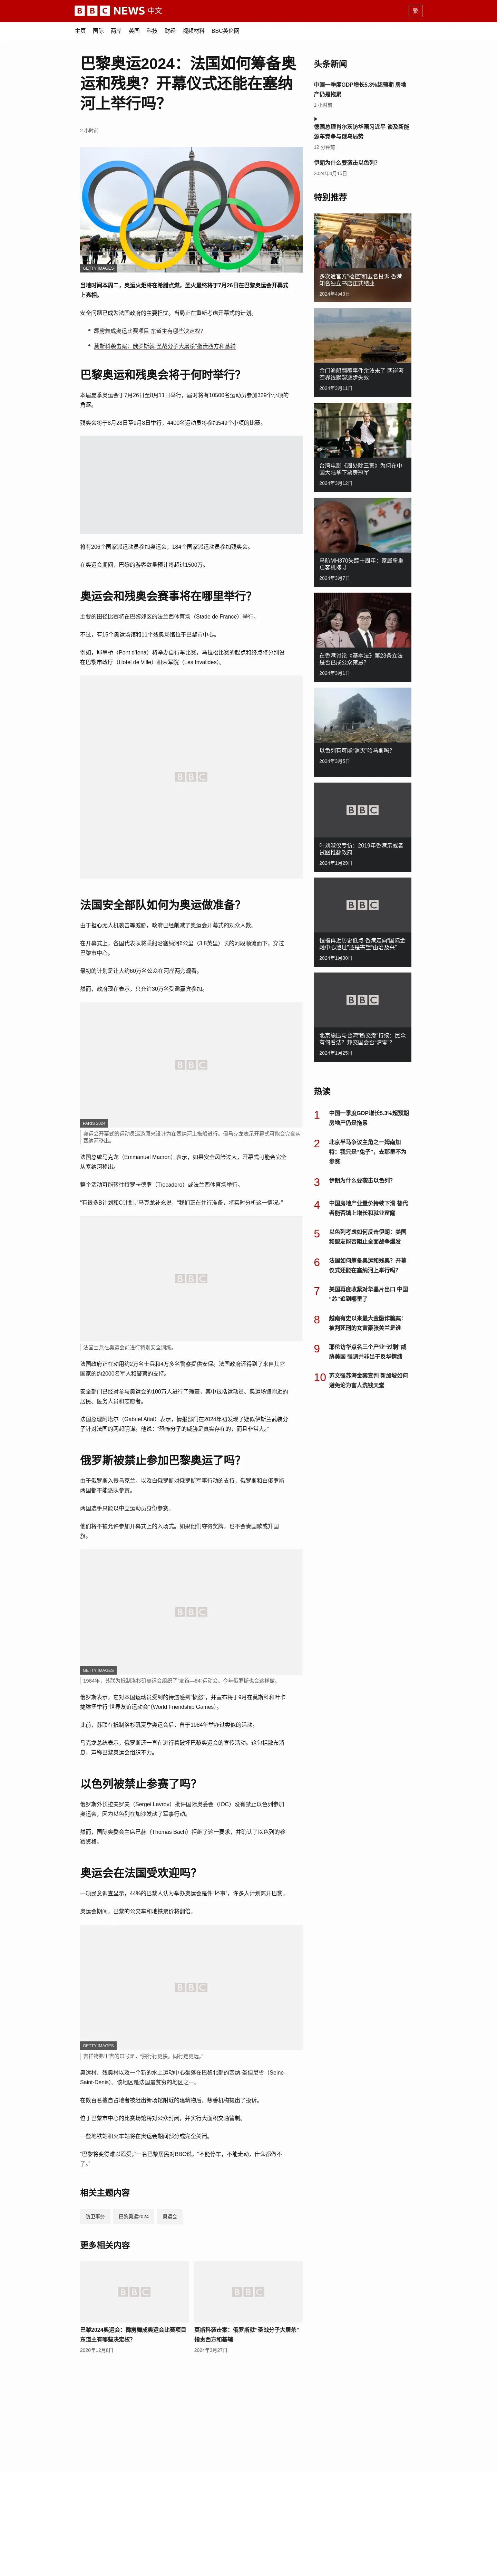 BBC NEWS 中文
繁
主页 国际 两岸 英国 科技 财经 视频材料 BBC英伦网
巴黎奥运2024：法国如何筹备奥
运和残奥？开幕仪式还能在塞纳
河上举行吗？
2 小时前
GETTY IMAGES
当地时间本周二，奥运火炬将在希腊点燃，圣火最终将于7月26日在巴黎奥运会开幕式
上亮相。
安全问题已成为法国政府的主要担忧。当局正在重新考虑开幕式的计划。
霹雳舞成奥运比赛项目 东道主有哪些决定权？
莫斯科袭击案：俄罗斯就“圣战分子大屠杀”指责西方和基辅
巴黎奥运和残奥会将于何时举行？
本届夏季奥运会于7月26日至8月11日举行，届时将有10500名运动员参加329个小项的
角逐。
残奥会将于8月28日至9月8日举行，4400名运动员将参加549个小项的比赛。
将有206个国家派运动员参加奥运会，184个国家派运动员参加残奥会。
在奥运会期间，巴黎的游客数量预计将超过1500万。
奥运会和残奥会赛事将在哪里举行？
主要的田径比赛将在巴黎郊区的法兰西体育场（Stade de France）举行。
不过，有15个奥运场馆和11个残奥场馆位于巴黎市中心。
例如，耶拿桥（Pont d'Iena）将举办自行车比赛，马拉松比赛的起点和终点将分别设
在巴黎市政厅（Hotel de Ville）和荣军院（Les Invalides）。
BBC
法国安全部队如何为奥运做准备？
由于担心无人机袭击等威胁，政府已经削减了奥运会开幕式的观众人数。
在开幕式上，各国代表队将乘船沿塞纳河6公里（3.8英里）长的河段顺流而下，穿过
巴黎市中心。
最初的计划是让大约60万名公众在河岸两旁观看。
然而，政府现在表示，只允许30万名受邀嘉宾参加。
BBC
PARIS 2024
奥运会开幕式的运动员巡游原来设计为在塞纳河上搭船进行，但马克龙表示开幕式可能会完全从
塞纳河移出。
法国总统马克龙（Emmanuel Macron）表示，如果安全风险过大，开幕式可能会完全
从塞纳河移出。
整个活动可能转往特罗卡德罗（Trocadero）或法兰西体育场举行。
“有很多B计划和C计划，”马克龙补充说，“我们正在并行准备，将实时分析这一情况。”
BBC
法国士兵在奥运会前进行特别安全训练。
法国政府正在动用约2万名士兵和4万多名警察提供安保。法国政府还得到了来自其它
国家的约2000名军人和警察的支持。
安全部门已经对参与奥运会的100万人进行了筛查，其中包括运动员、奥运场馆附近的
居民、医务人员和志愿者。
法国总理阿塔尔（Gabriel Attal）表示，情报部门在2024年初发现了疑似伊斯兰武装分
子针对法国的两起阴谋。他说：“恐怖分子的威胁是真实存在的，而且非常大。”
俄罗斯被禁止参加巴黎奥运了吗？
由于俄罗斯入侵乌克兰，以及白俄罗斯对俄罗斯军事行动的支持，俄罗斯和白俄罗斯
两国都不能派队参赛。
两国选手只能以中立运动员身份参赛。
他们将不被允许参加开幕式上的入场式。如果他们夺得奖牌，也不会奏国歌或升国
旗。
BBC
GETTY IMAGES
1984年，苏联为抵制洛杉矶奥运会组织了“友谊—84”运动会。今年俄罗斯也会这样做。
俄罗斯表示，它对本国运动员受到的待遇感到“愤怒”，并宣布将于9月在莫斯科和叶卡
捷琳堡举行“世界友谊运动会”（World Friendship Games）。
此前，苏联在抵制洛杉矶夏季奥运会后，曾于1984年举办过类似的活动。
马克龙总统表示，俄罗斯还一直在进行着破坏巴黎奥运会的宣传活动。这包括散布消
息，声称巴黎奥运会组织不力。
以色列被禁止参赛了吗？
俄罗斯外长拉夫罗夫（Sergei Lavrov）批评国际奥委会（IOC）没有禁止以色列参加
奥运会，因为以色列在加沙发动了军事行动。
然而，国际奥委会主席巴赫（Thomas Bach）拒绝了这一要求，并确认了以色列的参
赛资格。
奥运会在法国受欢迎吗？
一项民意调查显示，44%的巴黎人认为举办奥运会是件“坏事”，许多人计划离开巴黎。
奥运会期间，巴黎的公交车和地铁票价将翻倍。
BBC
GETTY IMAGES
吉祥物弗里吉的口号是，“独行行更快，同行走更远。”
奥运村、残奥村以及一个新的水上运动中心坐落在巴黎北部的塞纳-圣但尼省（Seine-
Saint-Denis）。该地区是法国最贫穷的地区之一。
在数百名擅自占地者被赶出新场馆附近的建筑物后，慈善机构提出了投诉。
位于巴黎市中心的比赛场馆将对公众封闭，并实行大面积交通管制。
一些地铁站和火车站将在奥运会期间部分或完全关闭。
“巴黎将变得难以忍受，”一名巴黎居民对BBC说，“不能停车，不能走动，什么都做不
了。”
相关主题内容
防卫事务 巴黎奥运2024 奥运会
更多相关内容
BBC BBC
巴黎2024奥运会：霹雳舞成奥运会比赛项目
东道主有哪些决定权？
2020年12月8日
莫斯科袭击案：俄罗斯就“圣战分子大屠杀”
指责西方和基辅
2024年3月27日
头条新闻
中国一季度GDP增长5.3%超预期 房地
产仍是拖累
1 小时前
德国总理肖尔茨访华晤习近平 谈及新能
源车竞争与俄乌局势
12 分钟前
伊朗为什么要袭击以色列？
2024年4月15日
特别推荐
多次遭官方“检控”和匿名投诉 香港
知名独立书店正式结业
2024年4月3日
金门渔船翻覆事件余波未了 两岸海
空界线默契逐步失效
2024年3月11日
台湾电影《周处除三害》为何在中
国大陆拿下票房冠军
2024年3月12日
马航MH370失踪十周年：家属盼重
启客机搜寻
2024年3月7日
在香港讨论《基本法》第23条立法
是否已成公众禁忌？
2024年3月1日
以色列有可能“消灭”哈马斯吗？
2024年3月5日
BBC
叶刘淑仪专访：2019年香港示威者
试图推翻政府
2024年1月29日
BBC
恒指再近历史低点 香港走向“国际金
融中心遗址”还是寄望“由治及兴”
2024年1月30日
BBC
北京施压与台湾“断交潮”持续：民众
有何看法？邦交国会否“清零”？
2024年1月25日
热读
1 中国一季度GDP增长5.3%超预期
房地产仍是拖累
2 北京半马争议主角之一姆南加
特：我只是“兔子”，去那里不为
参赛
3 伊朗为什么要袭击以色列？
4 中国房地产业量价持续下滑 替代
者能否填上增长和就业窟窿
5 以色列考虑如何反击伊朗：美国
和盟友能否阻止全面战争爆发
6 法国如何筹备奥运和残奥？开幕
仪式还能在塞纳河上举行吗？
7 美国再度收紧对华晶片出口 中国
“芯”追到哪里了
8 越南有史以来最大金融诈骗案：
被判死刑的女富豪张美兰是谁
9 耶伦访华点名三个产业“过剩”威
胁美国 强调并非出于反华情绪
10 苏文强苏海金案宣判 新加坡如何
避免沦为富人洗钱天堂